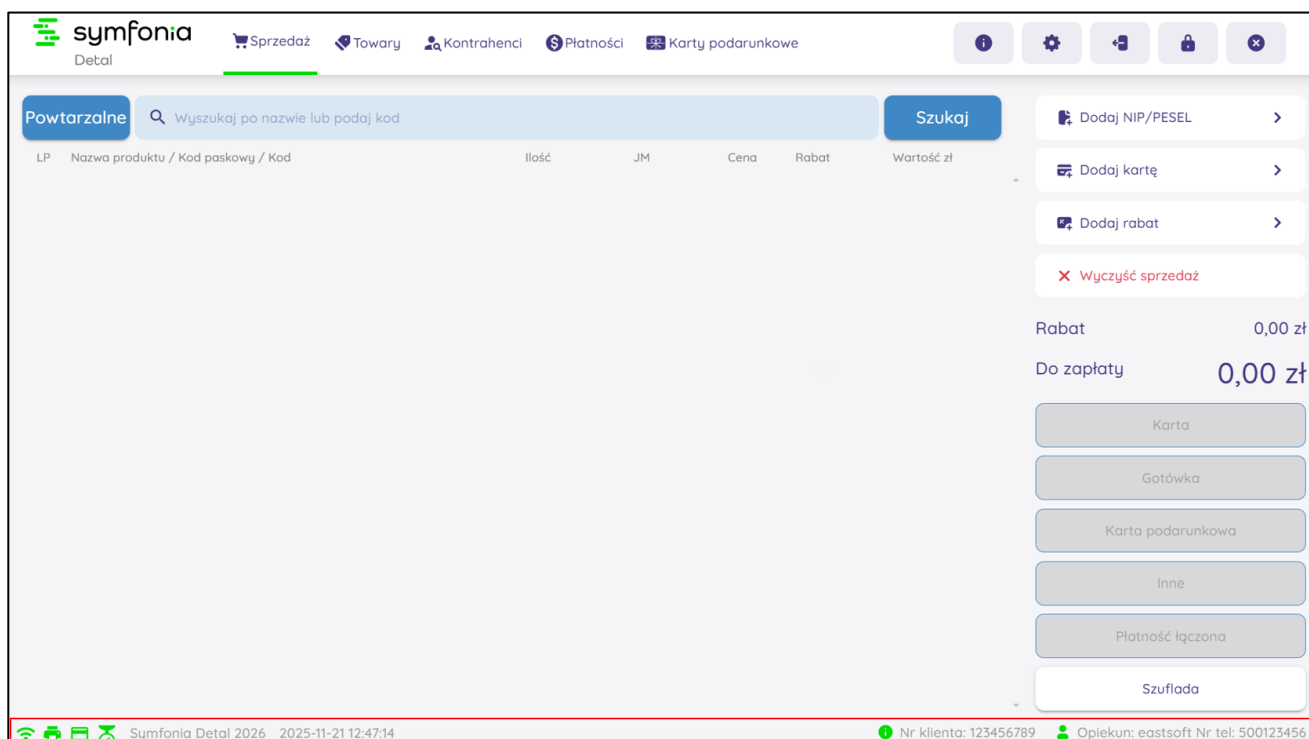 symfonia
Detal
Sprzedaż Towary Kontrahenci Płatności Karty podarunkowe
Powtarzalne Wyszukaj po nazwie lub podaj kod Szukaj
LP Nazwa produktu / Kod paskowy / Kod Ilość JM Cena Rabat Wartość zł
Dodaj NIP/PESEL
Dodaj kartę
Dodaj rabat
Wyczyść sprzedaż
Rabat 0,00 zł
Do zapłaty 0,00 zł
Karta
Gotówka
Karta podarunkowa
Inne
Płatność łączona
Szuflada
Symfonia Detal 2026 2025-11-21 12:47:14 Nr klienta: 123456789 Opiekun: eastsoft Nr tel: 500123456